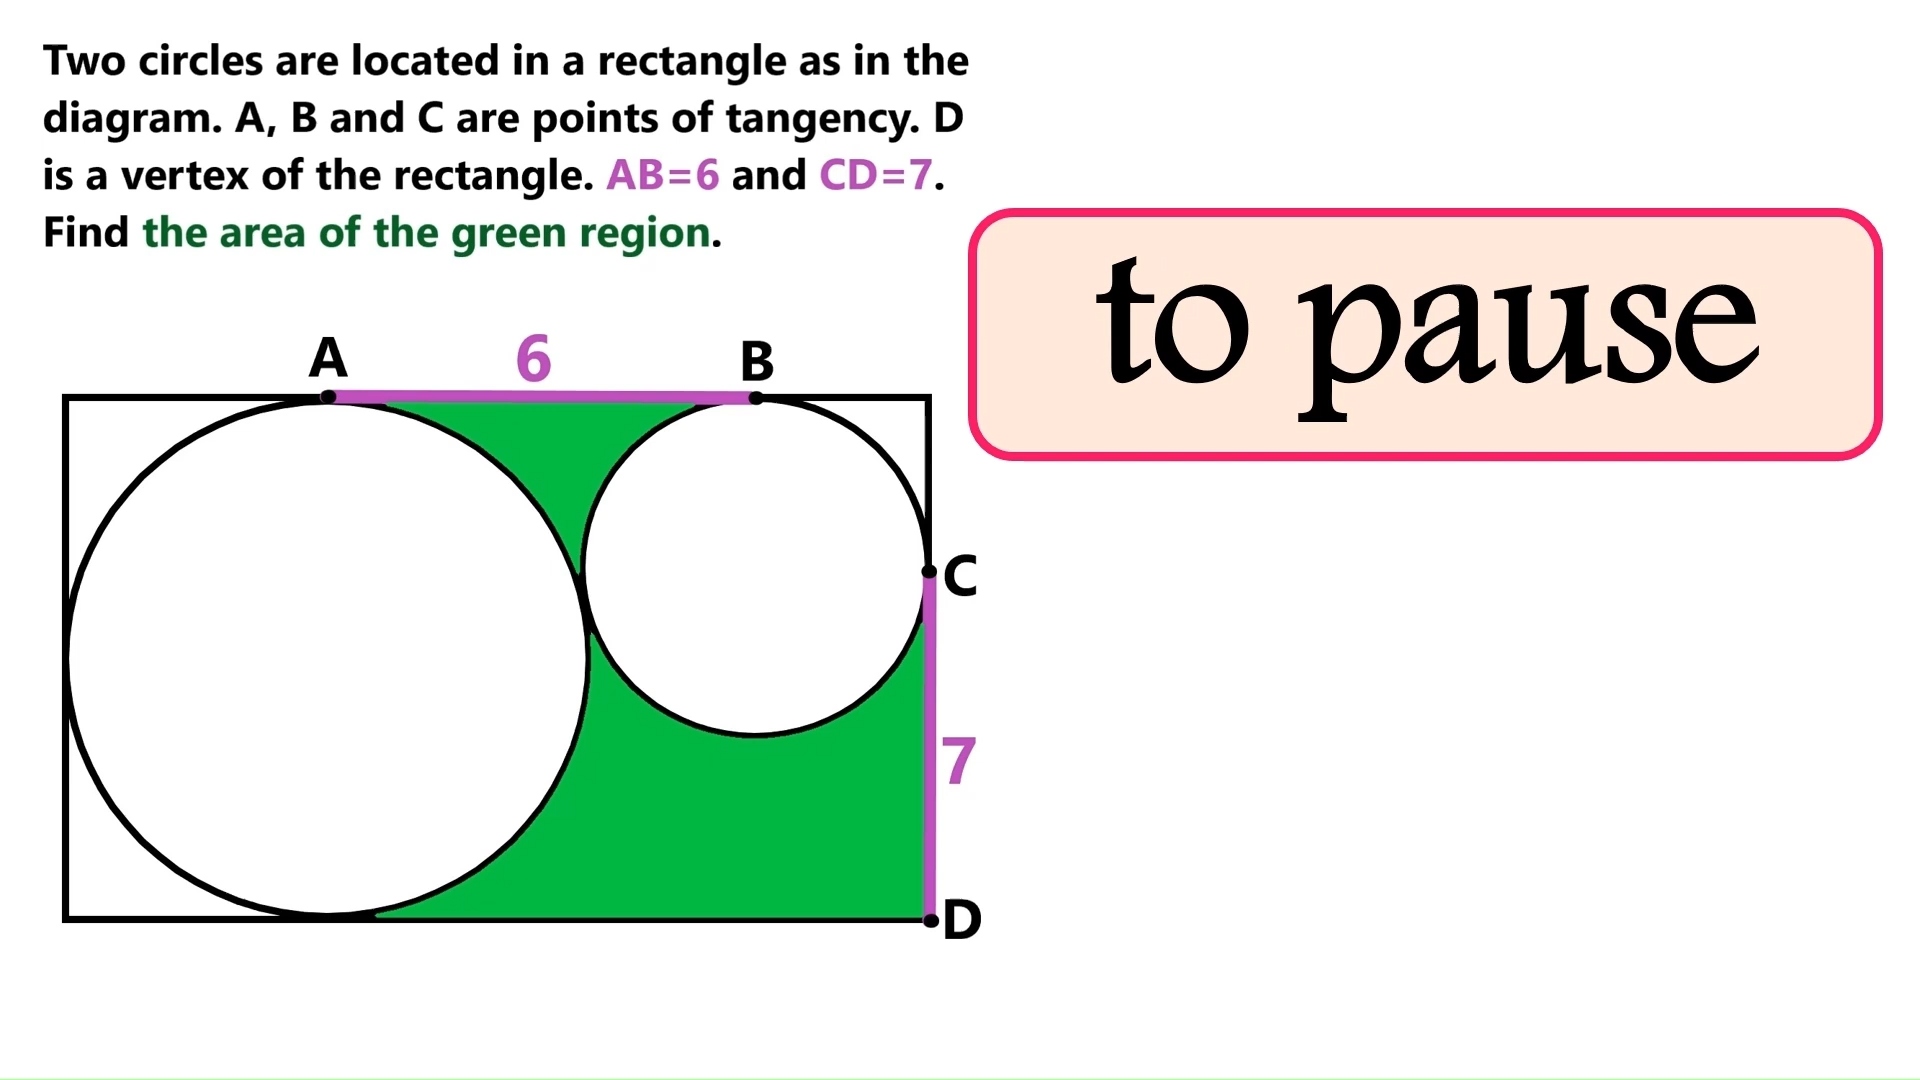 Two circles are located in a rectangle as in the
diagram. A, B and C are points of tangency. D
is a vertex of the rectangle. AB=6 and CD=7.
Find the area of the green region.
to pause
A 6 B
C
7
D